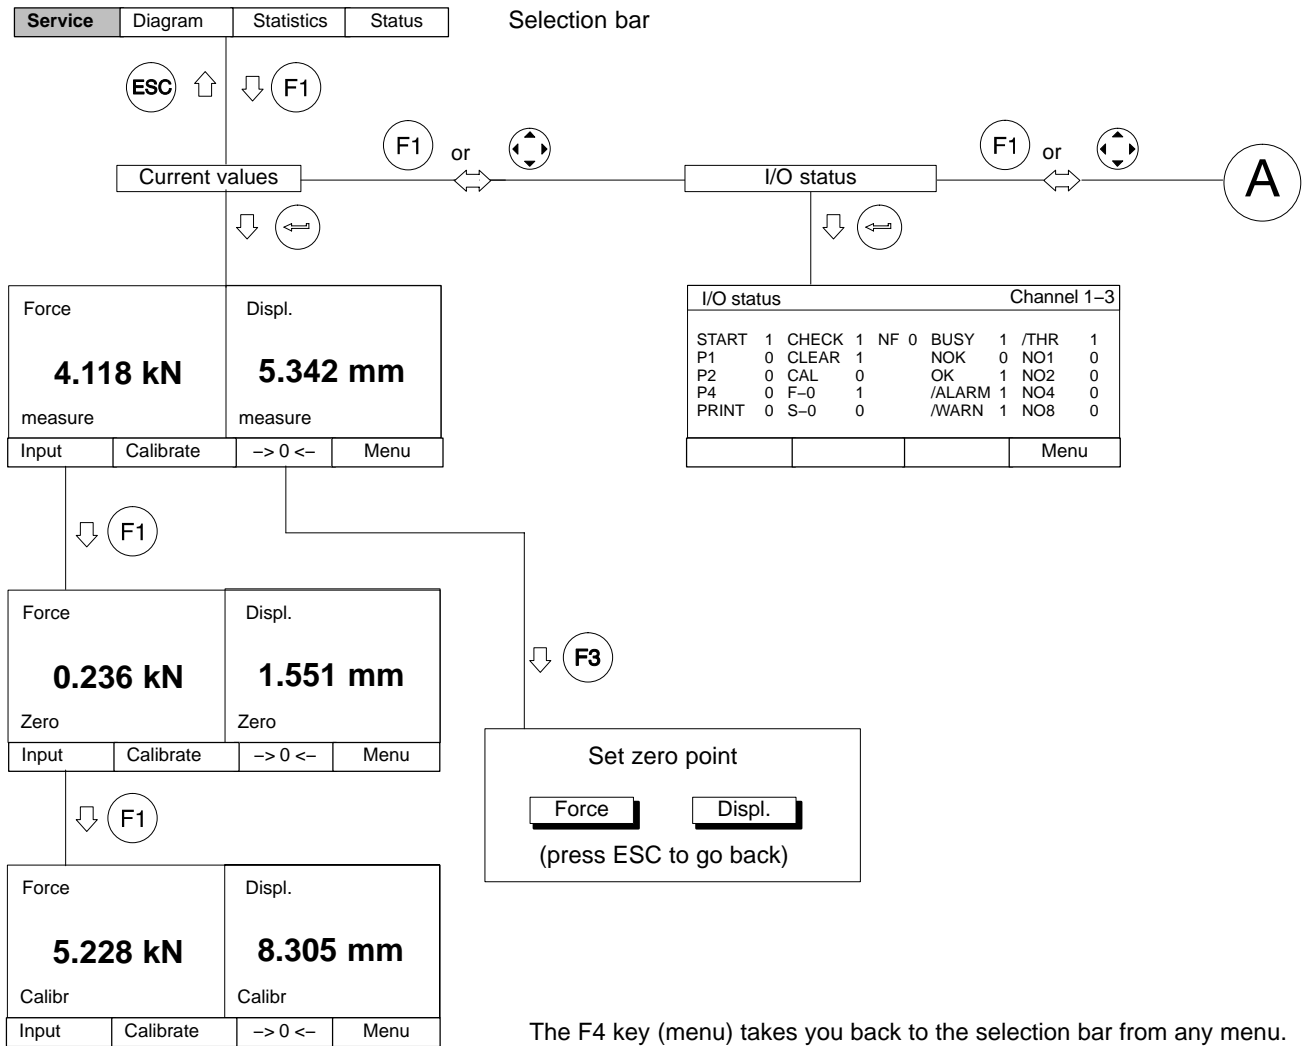 Service Diagram Statistics Status Selection bar
ESC F1
F1 or F1 or
Current values I/O status A
Force Displ.
4.118 kN 5.342 mm
measure measure
Input Calibrate –> 0 <– Menu
I/O status Channel 1–3
START 1 CHECK 1 NF 0 BUSY 1 /THR 1
P1 0 CLEAR 1 NOK 0 NO1 0
P2 0 CAL 0 OK 1 NO2 0
P4 0 F–0 1 /ALARM 1 NO4 0
PRINT 0 S–0 0 /WARN 1 NO8 0
Menu
F1
Force Displ.
0.236 kN 1.551 mm
Zero Zero
Input Calibrate –> 0 <– Menu
F3
Set zero point
Force Displ.
(press ESC to go back)
F1
Force Displ.
5.228 kN 8.305 mm
Calibr Calibr
Input Calibrate –> 0 <– Menu
The F4 key (menu) takes you back to the selection bar from any menu.